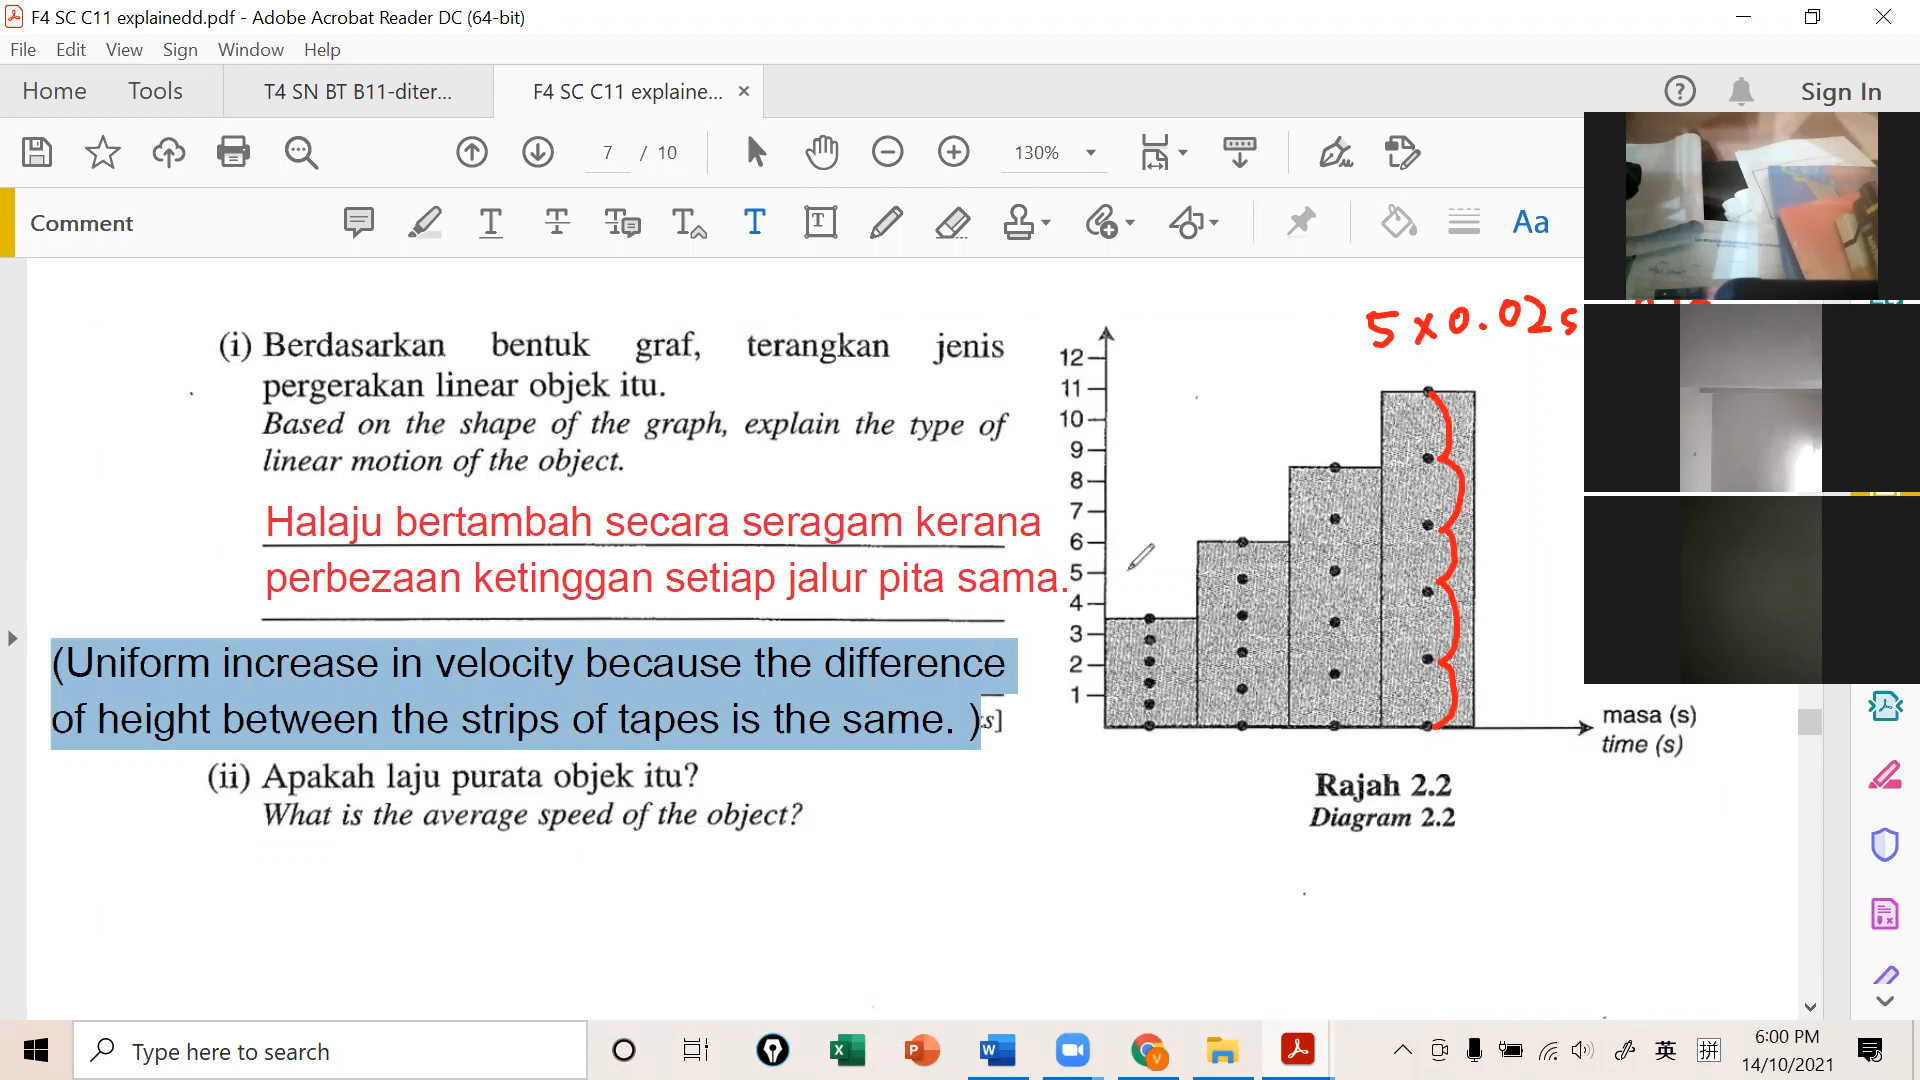 F4 SC C11 explainedd.pdf - Adobe Acrobat Reader DC (64-bit)
File Edit View Sign Window Help
Home Tools T4 SN BT B11-diter... F4 SC C11 explaine... Sign In
7 / 10 130%
Comment Aa
5 x 0.02s
(i) Berdasarkan bentuk graf, terangkan jenis
pergerakan linear objek itu.
Based on the shape of the graph, explain the type of
linear motion of the object.
Halaju bertambah secara seragam kerana
perbezaan ketinggan setiap jalur pita sama.
(Uniform increase in velocity because the difference
of height between the strips of tapes is the same. )
(ii) Apakah laju purata objek itu?
What is the average speed of the object?
12
11
10
9
8
7
6
5
4
3
2
1
masa (s)
time (s)
Rajah 2.2
Diagram 2.2
Type here to search
英 拼
6:00 PM
14/10/2021